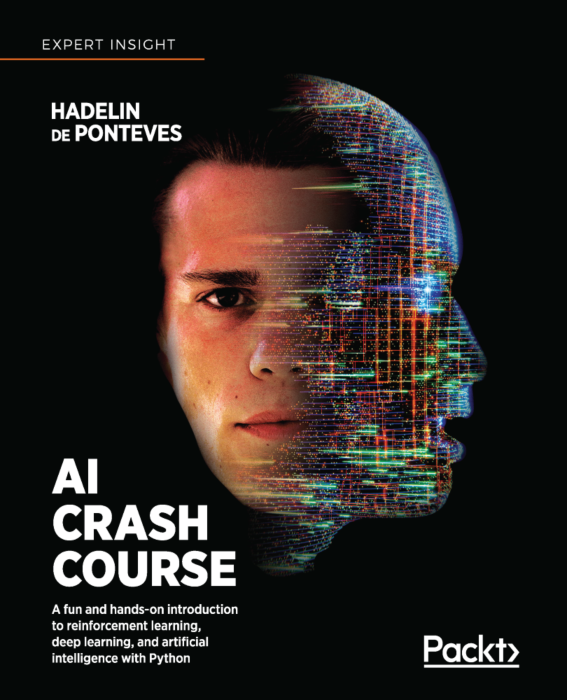 EXPERT INSIGHT
HADELIN
DE PONTEVES
AI
CRASH
COURSE
A fun and hands-on introduction
to reinforcement learning,
deep learning, and artificial
intelligence with Python
Packt>